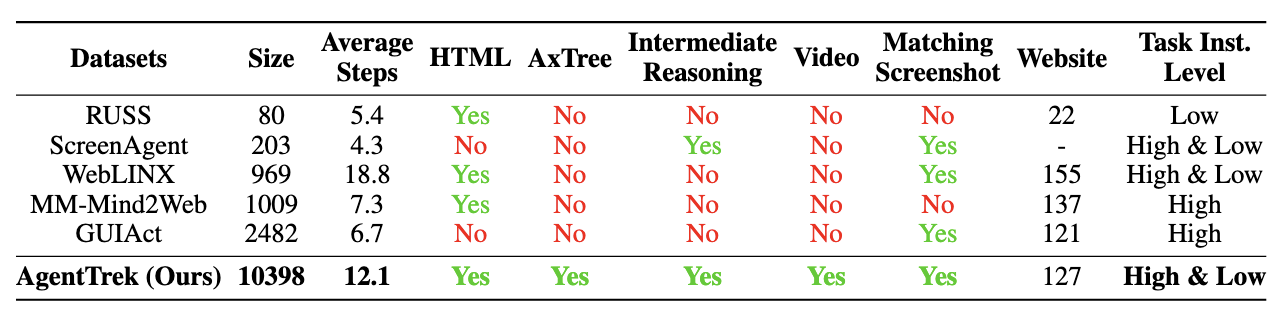 Datasets Size Average Steps HTML AxTree Intermediate Reasoning Video Matching Screenshot Website Task Inst. Level
RUSS 80 5.4 Yes No No No No 22 Low
ScreenAgent 203 4.3 No No Yes No Yes - High & Low
WebLINX 969 18.8 Yes No No No Yes 155 High & Low
MM-Mind2Web 1009 7.3 Yes No No No No 137 High
GUIAct 2482 6.7 No No No No Yes 121 High
AgentTrek (Ours) 10398 12.1 Yes Yes Yes Yes Yes 127 High & Low